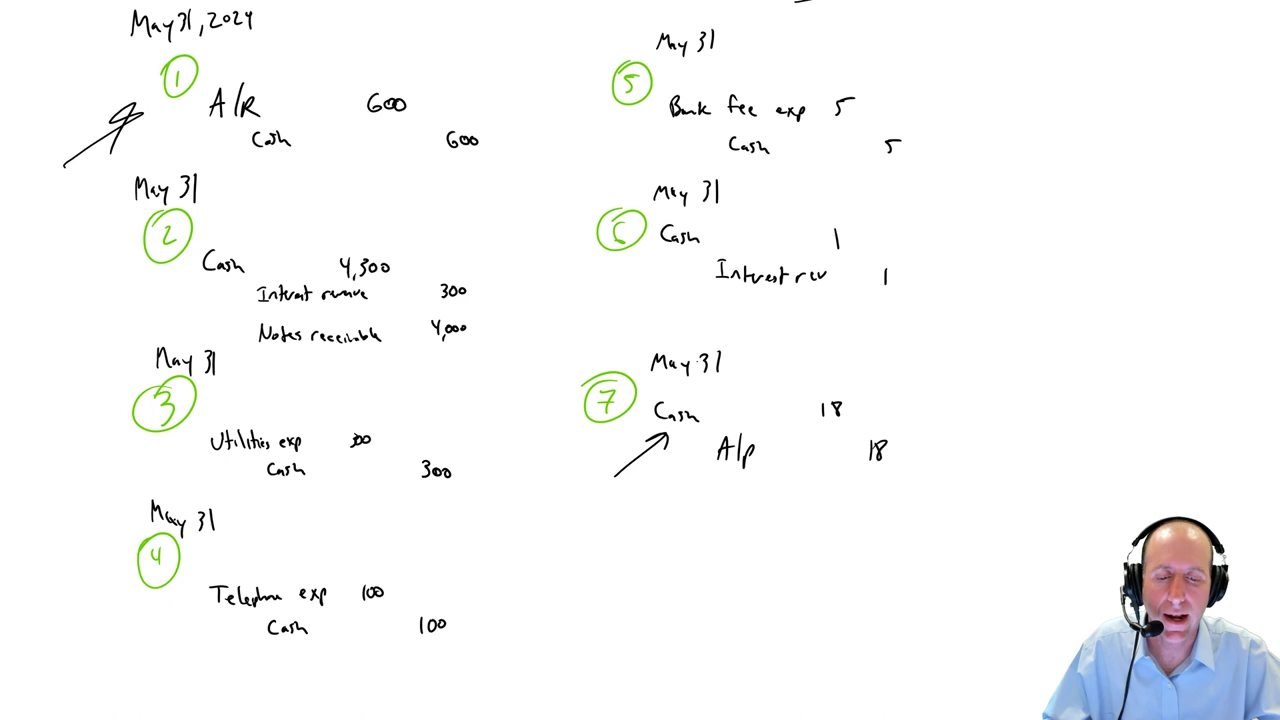 May 31, 2024
1
A/R 600
Cash 600
May 31
2
Cash 4,300
Interest revenue 300
Notes receivable 4,000
May 31
3
Utilities exp 300
Cash 300
May 31
4
Telephone exp 100
Cash 100
May 31
5
Bank fee exp 5
Cash 5
May 31
6
Cash 1
Interest rev 1
May 31
7
Cash 18
A/p 18